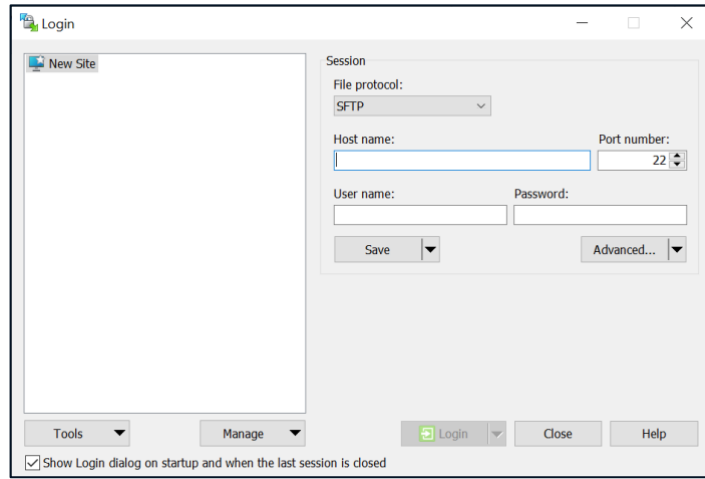 Login
New Site
Session
File protocol:
SFTP
Host name: Port number:
22
User name: Password:
Save Advanced...
Tools Manage Login Close Help
Show Login dialog on startup and when the last session is closed